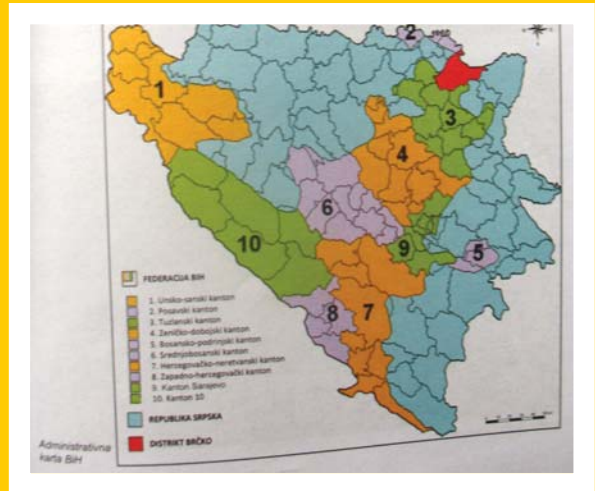 2
1
3
4
6
10
9
5
8
7
FEDERACIJA BIH
1. Unsko-sanski kanton
2. Posavski kanton
3. Tuzlanski kanton
4. Zeničko-dobojski kanton
5. Bosansko-podrinjski kanton
6. Srednjobosanski kanton
7. Hercegovačko-neretvanski kanton
8. Zapadno-hercegovački kanton
9. Kanton Sarajevo
10. Kanton 10
REPUBLIKA SRPSKA
DISTRIKT BRČKO
Administrativna
karta BiH